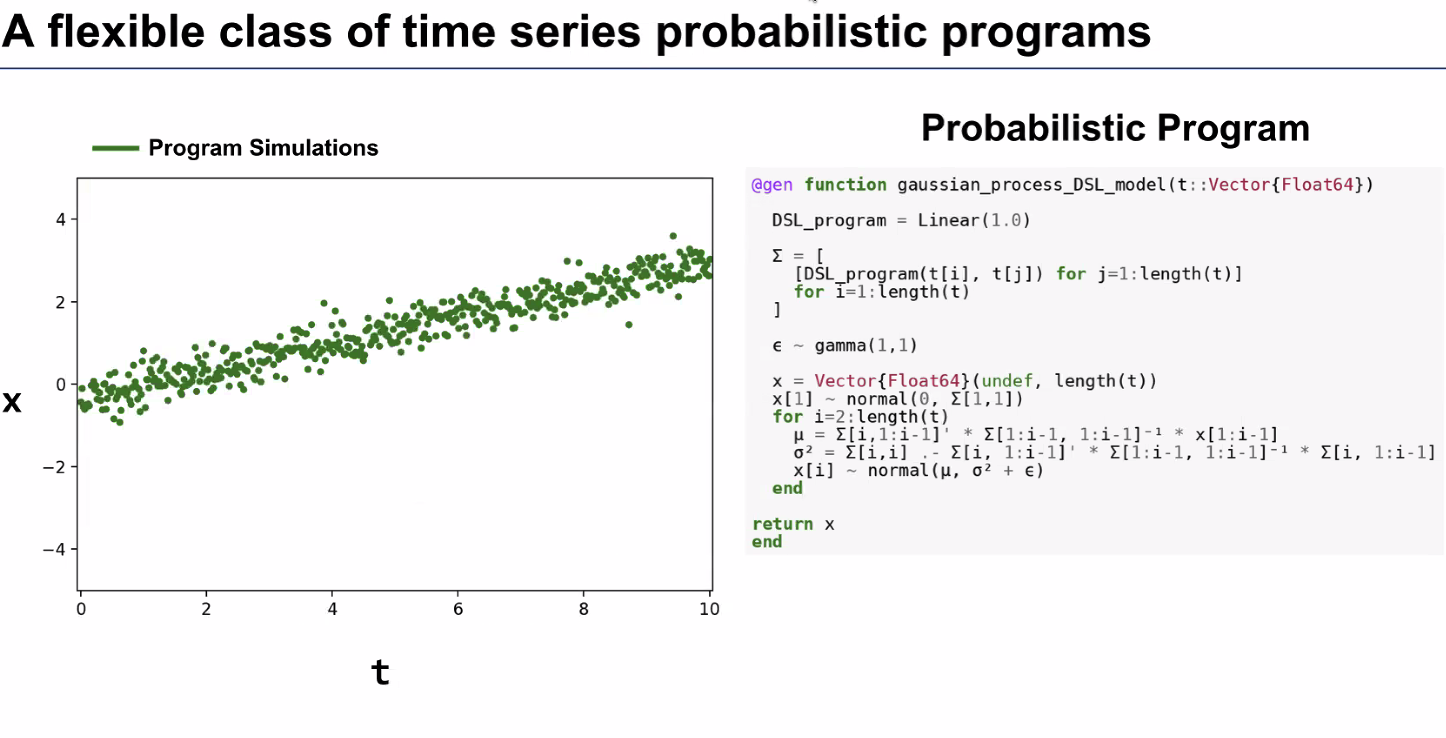 A flexible class of time series probabilistic programs
Program Simulations
4
2
0
−2
−4
x
0 2 4 6 8 10
t
Probabilistic Program
@gen function gaussian_process_DSL_model(t::Vector{Float64})
DSL_program = Linear(1.0)
Σ = [
[DSL_program(t[i], t[j]) for j=1:length(t)]
for i=1:length(t)
]
ϵ ~ gamma(1,1)
x = Vector{Float64}(undef, length(t))
x[1] ~ normal(0, Σ[1,1])
for i=2:length(t)
μ = Σ[i,1:i-1]' * Σ[1:i-1, 1:i-1]⁻¹ * x[1:i-1]
σ² = Σ[i,i] .- Σ[i, 1:i-1]' * Σ[1:i-1, 1:i-1]⁻¹ * Σ[i, 1:i-1]
x[i] ~ normal(μ, σ² + ϵ)
end
return x
end